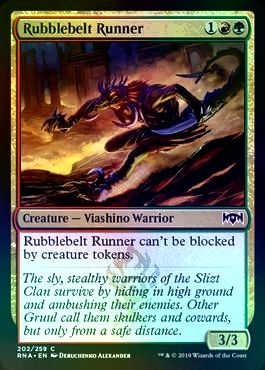 Rubblebelt Runner 1
Creature — Viashino Warrior
Rubblebelt Runner can't be blocked
by creature tokens.
The sly, stealthy warriors of the Slizt
Clan survive by hiding in high ground
and ambushing their enemies. Other
Gruul call them skulkers and cowards,
but only from a safe distance.
3/3
202/259 C
RNA • EN Deruchenko Alexander
™ & © 2019 Wizards of the Coast